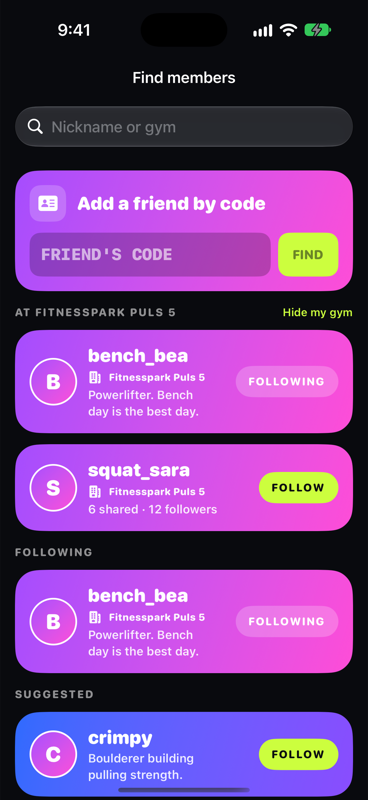 9:41
Find members
Nickname or gym
Add a friend by code
FRIEND'S CODE
FIND
AT FITNESSPARK PULS 5
Hide my gym
B
bench_bea
Fitnesspark Puls 5
Powerlifter. Bench
day is the best day.
FOLLOWING
S
squat_sara
Fitnesspark Puls 5
6 shared · 12 followers
FOLLOW
FOLLOWING
B
bench_bea
Fitnesspark Puls 5
Powerlifter. Bench
day is the best day.
FOLLOWING
SUGGESTED
C
crimpy
Boulderer building
pulling strength.
FOLLOW